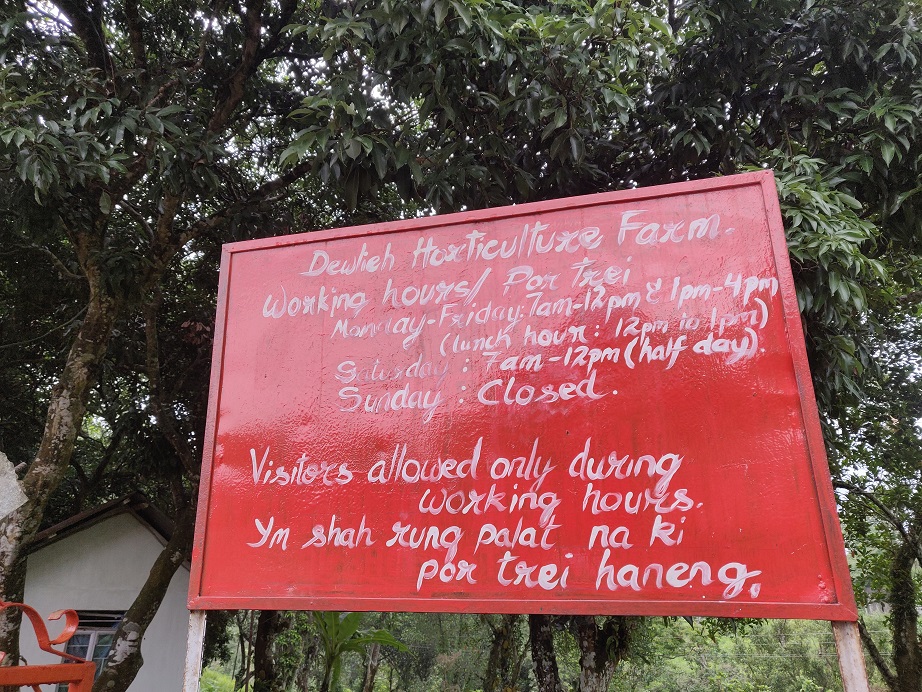 Dewlieh Horticulture Farm.
Working hours/ Por trei
Monday-Friday: 7am-12pm & 1pm-4pm
(lunch hour: 12pm to 1pm)
Saturday : 7am-12pm (half day).
Sunday : Closed.
Visitors allowed only during
working hours.
Ym shah rung palat na ki
por trei haneng.